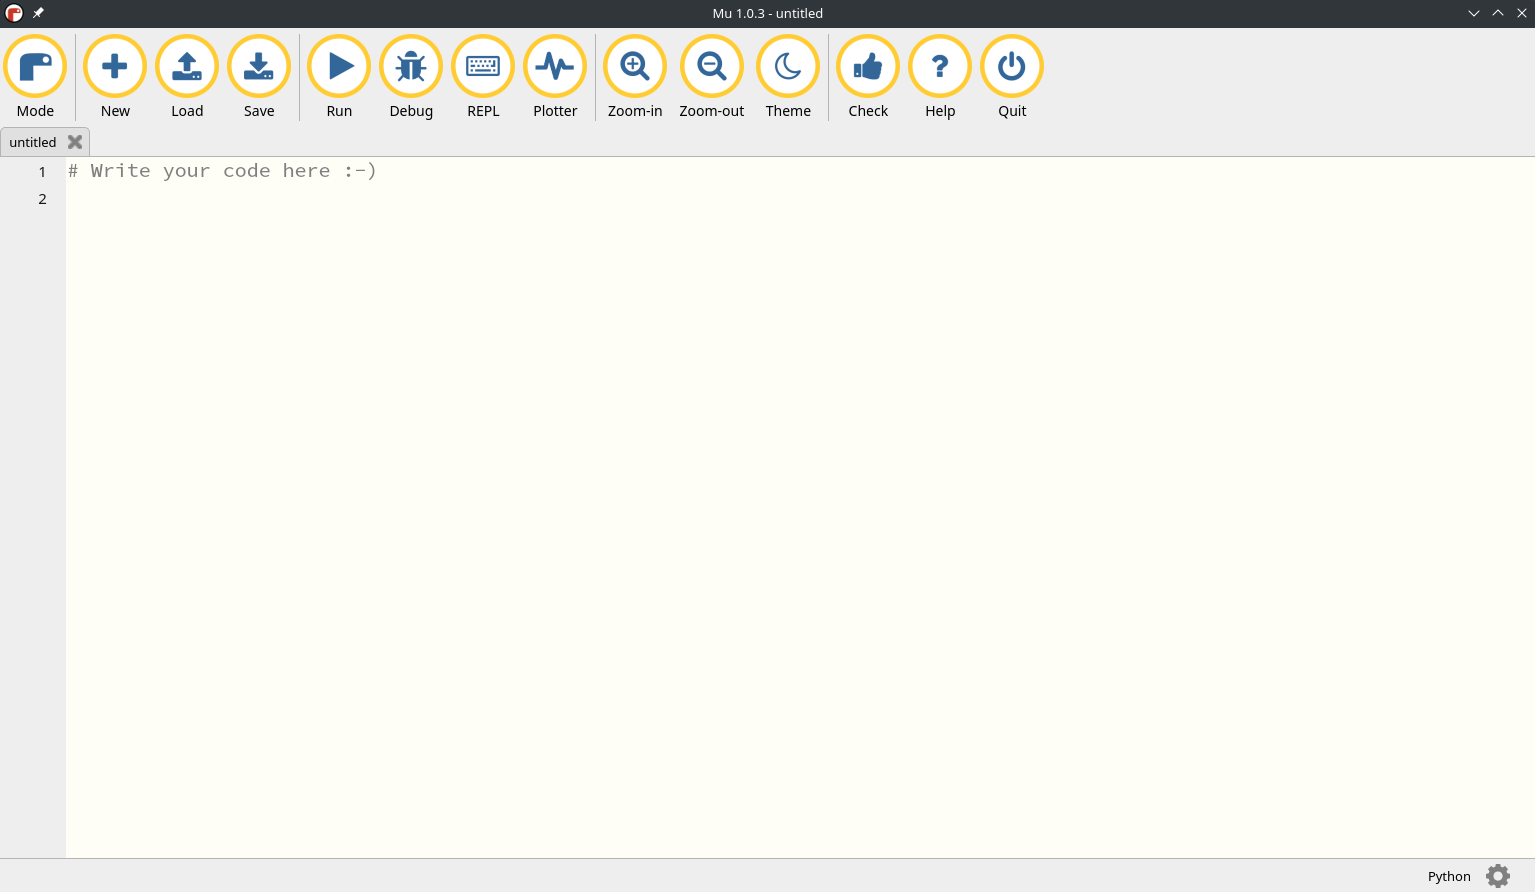 Mu 1.0.3 - untitled
Mode New Load Save Run Debug REPL Plotter Zoom-in Zoom-out Theme Check Help Quit
untitled
1 # Write your code here :-)
2
Python